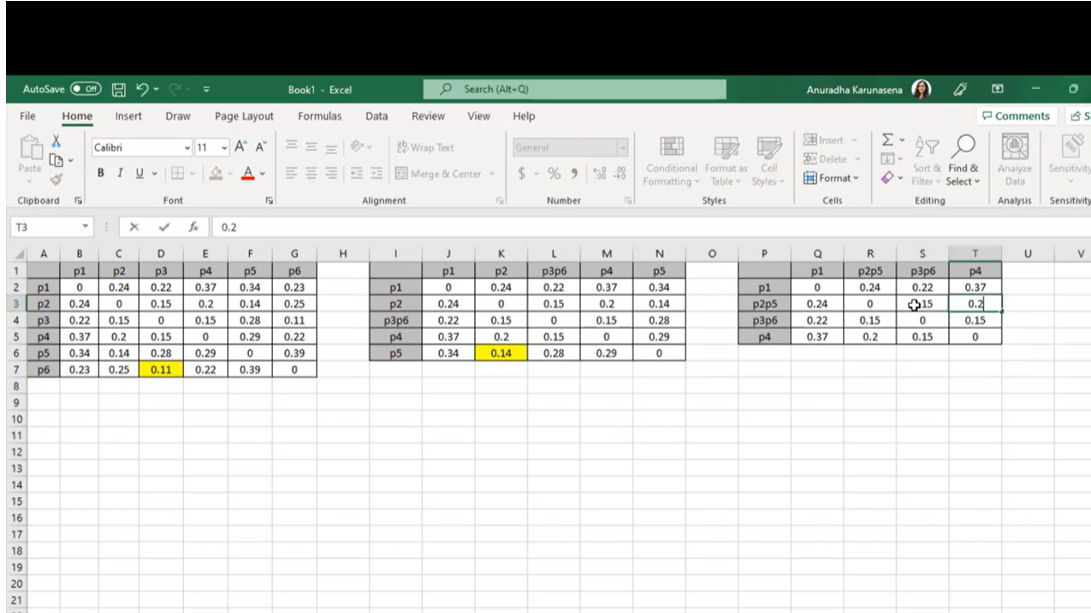 AutoSave Off Book1 - Excel Search (Alt+Q) Anuradha Karunasena
File Home Insert Draw Page Layout Formulas Data Review View Help Comments S
Paste Calibri 11 A^ A˅ Wrap Text General Conditional Formatting Format as Table Cell Styles Insert Delete Format Sort & Filter Find & Select Analyze Data Sensitivity
B I U A Merge & Center $ % 9
Clipboard Font Alignment Number Styles Cells Editing Analysis Sensitivity
T3 fx 0.2
A B C D E F G H I J K L M N O P Q R S T U V
1 p1 p2 p3 p4 p5 p6 p1 p2 p3p6 p4 p5 p1 p2p5 p3p6 p4
2 p1 0 0.24 0.22 0.37 0.34 0.23 p1 0 0.24 0.22 0.37 0.34 p1 0 0.24 0.22 0.37
3 p2 0.24 0 0.15 0.2 0.14 0.25 p2 0.24 0 0.15 0.2 0.14 p2p5 0.24 0 15 0.2
4 p3 0.22 0.15 0 0.15 0.28 0.11 p3p6 0.22 0.15 0 0.15 0.28 p3p6 0.22 0.15 0 0.15
5 p4 0.37 0.2 0.15 0 0.29 0.22 p4 0.37 0.2 0.15 0 0.29 p4 0.37 0.2 0.15 0
6 p5 0.34 0.14 0.28 0.29 0 0.39 p5 0.34 0.14 0.28 0.29 0
7 p6 0.23 0.25 0.11 0.22 0.39 0
8
9
10
11
12
13
14
15
16
17
18
19
20
21